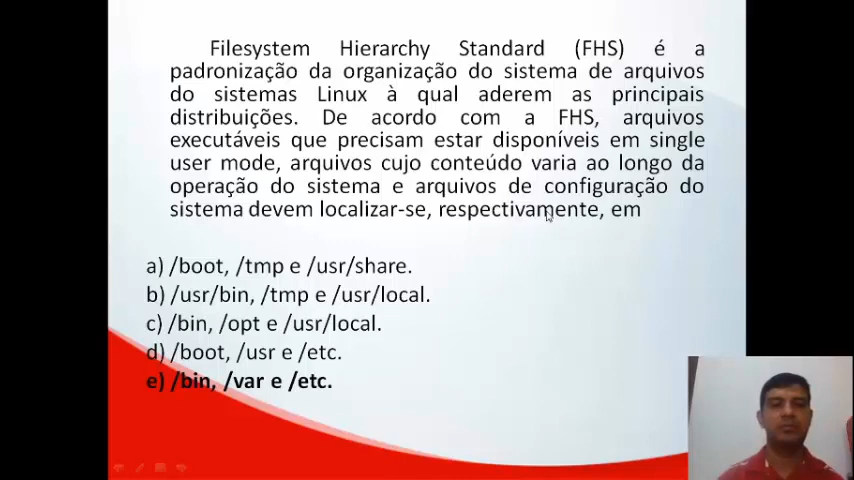 Filesystem Hierarchy Standard (FHS) é a
padronização da organização do sistema de arquivos
do sistemas Linux à qual aderem as principais
distribuições. De acordo com a FHS, arquivos
executáveis que precisam estar disponíveis em single
user mode, arquivos cujo conteúdo varia ao longo da
operação do sistema e arquivos de configuração do
sistema devem localizar-se, respectivamente, em
a) /boot, /tmp e /usr/share.
b) /usr/bin, /tmp e /usr/local.
c) /bin, /opt e /usr/local.
d) /boot, /usr e /etc.
e) /bin, /var e /etc.